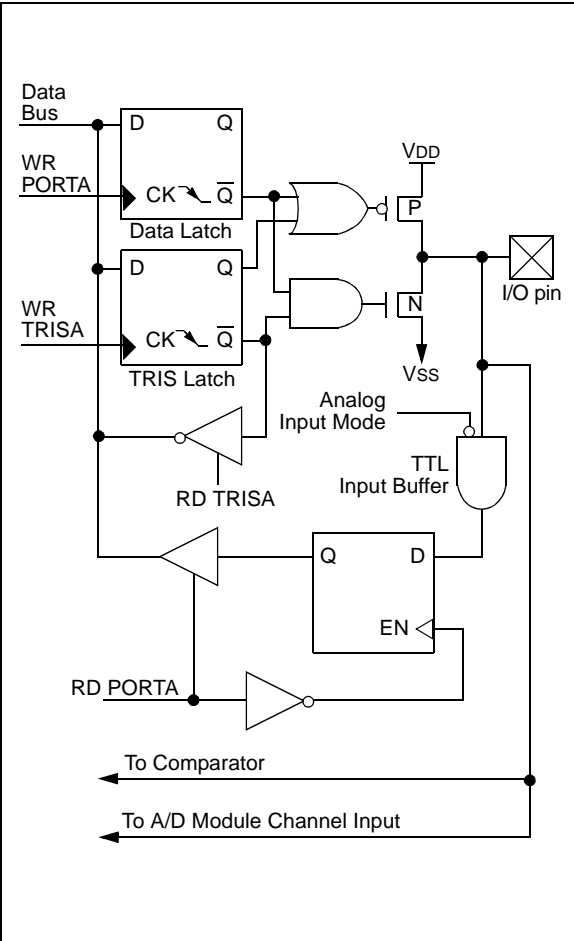 Data
Bus
D Q
WR
PORTA
CK Q
Data Latch
VDD
P
D Q
N
I/O pin
WR
TRISA
CK Q
TRIS Latch
VSS
Analog
Input Mode
TTL
Input Buffer
RD TRISA
Q D
EN
RD PORTA
To Comparator
To A/D Module Channel Input